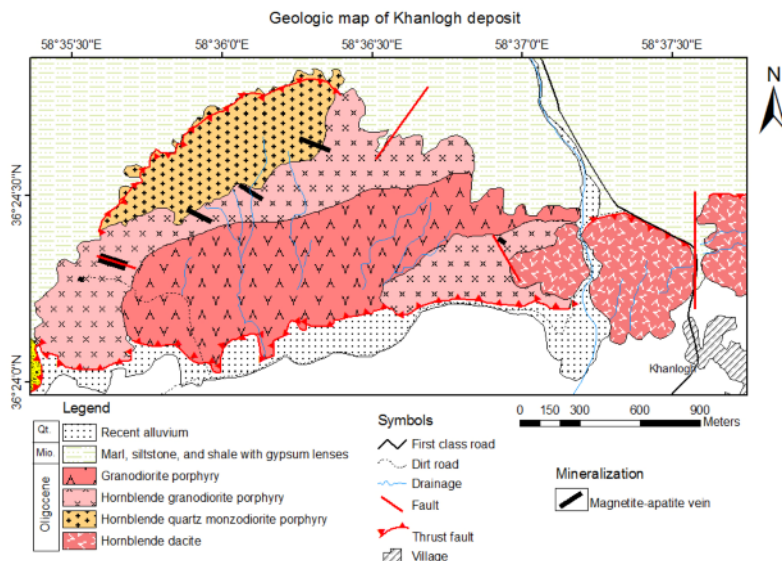 Geologic map of Khanlogh deposit
58°35'5"E 58°36'0"E 58°36'5"E 58°37'0"E 58°37'5"E
N
36°24'30"N
36°24'0"N
Khanlogh
Legend
Qt. Recent alluvium
Mio. Marl, siltstone, and shale with gypsum lenses
Oligocene
Granodiorite porphyry
Hornblende granodiorite porphyry
Hornblende quartz monzodiorite porphyry
Hornblende dacite
Symbols
First class road
Dirt road
Drainage
Fault
Thrust fault
Village
0 150 300 600 900
Meters
Mineralization
Magnetite-apatite vein